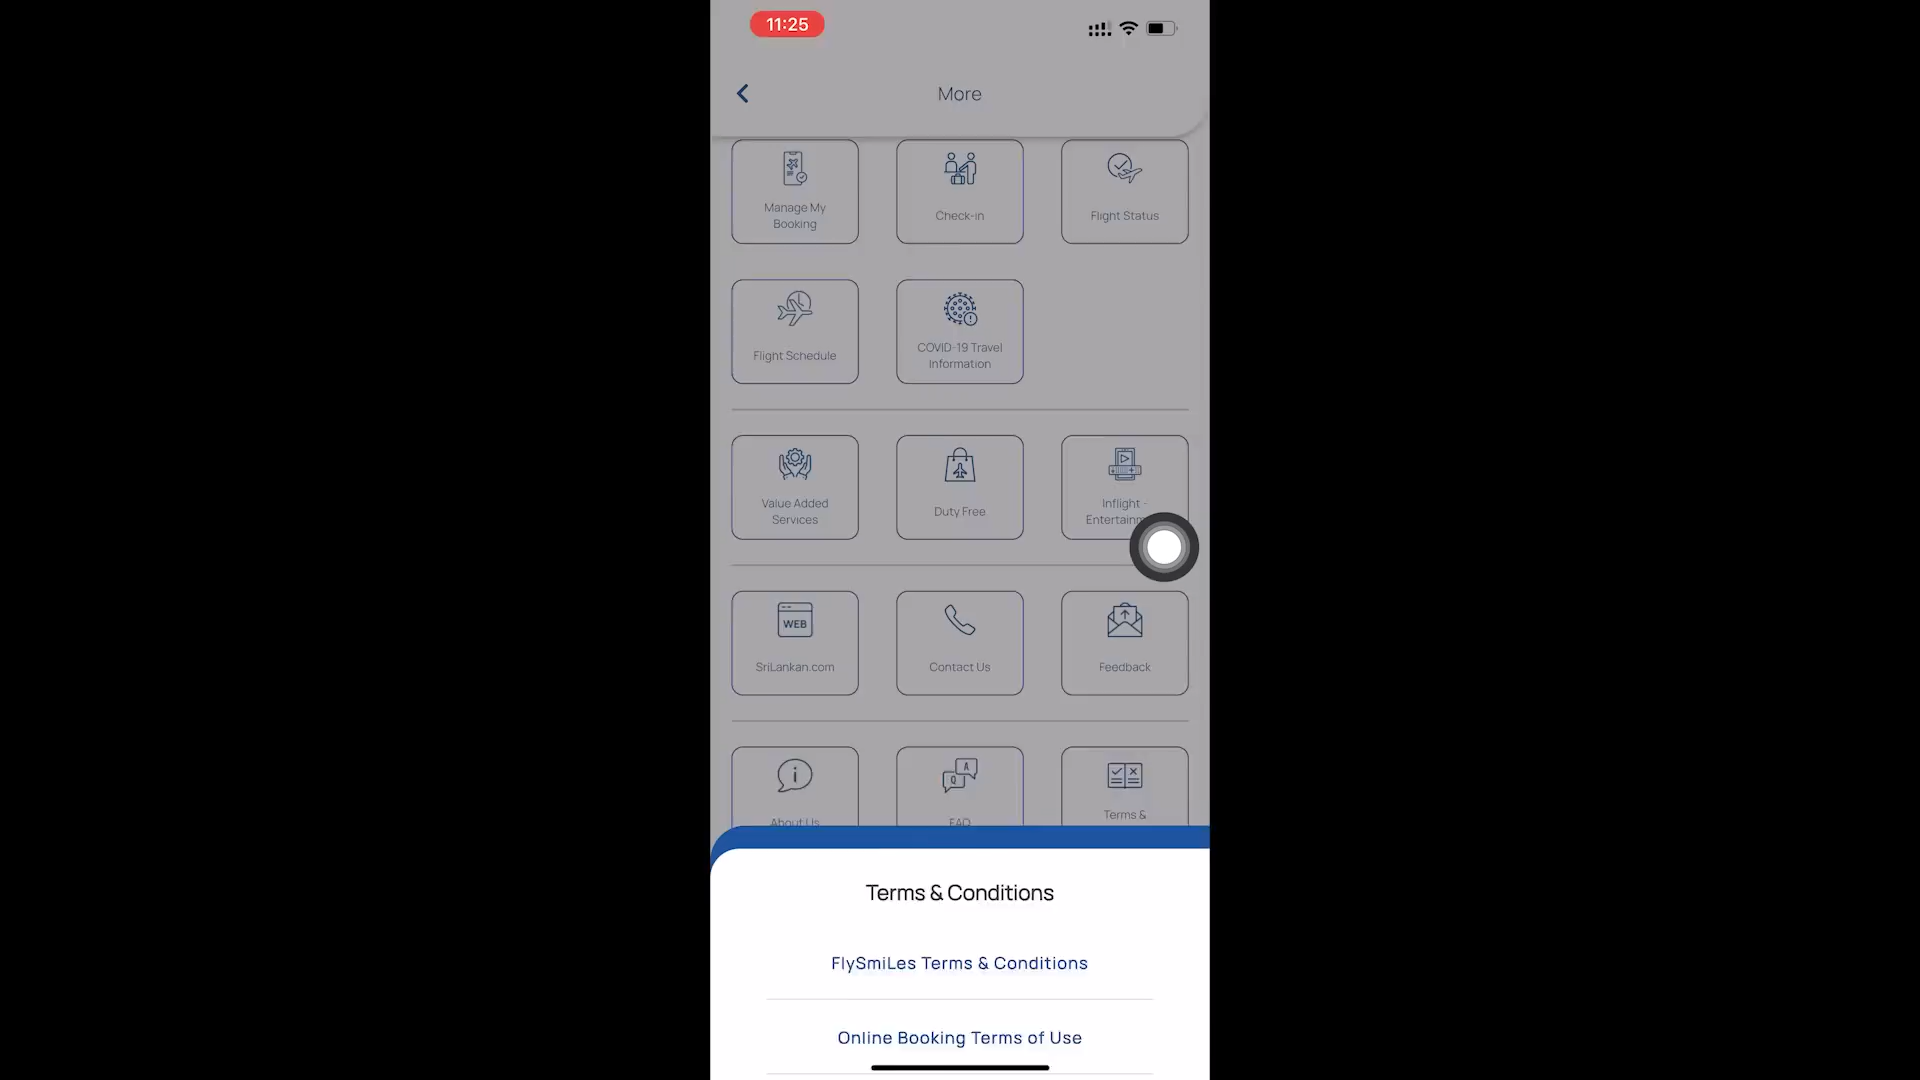 11:25
More
Manage My
Booking
Check-in
Flight Status
Flight Schedule
COVID-19 Travel
Information
Value Added
Services
Duty Free
Inflight -
WEB
SriLankan.com
Contact Us
Feedback
i
A
Q
About Us
FAQ
Terms &
Terms & Conditions
FlySmiLes Terms & Conditions
Online Booking Terms of Use